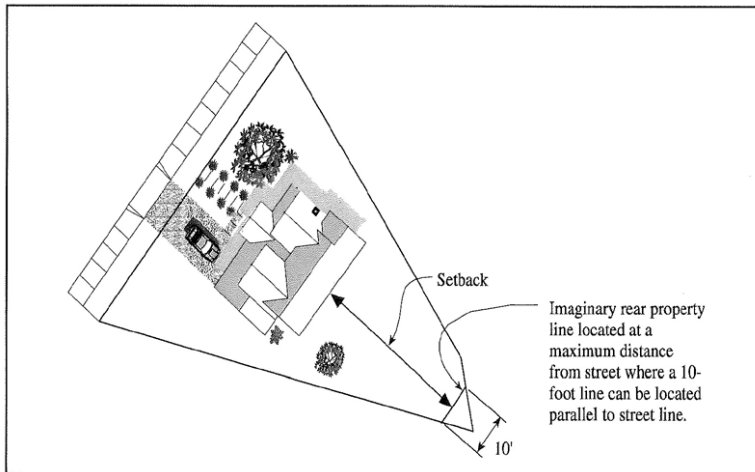 Setback
Imaginary rear property
line located at a
maximum distance
from street where a 10-
foot line can be located
parallel to street line.
10'